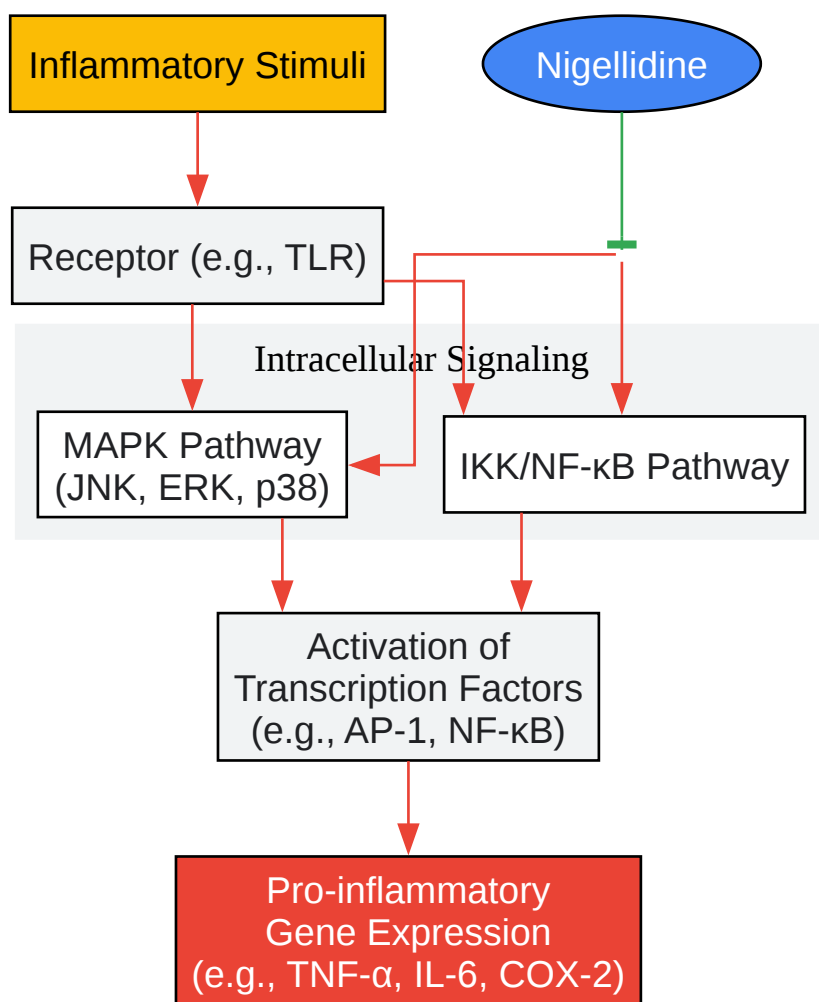 Inflammatory Stimuli
Nigellidine
Receptor (e.g., TLR)
Intracellular Signaling
MAPK Pathway
(JNK, ERK, p38)
IKK/NF-κB Pathway
Activation of
Transcription Factors
(e.g., AP-1, NF-κB)
Pro-inflammatory
Gene Expression
(e.g., TNF-α, IL-6, COX-2)